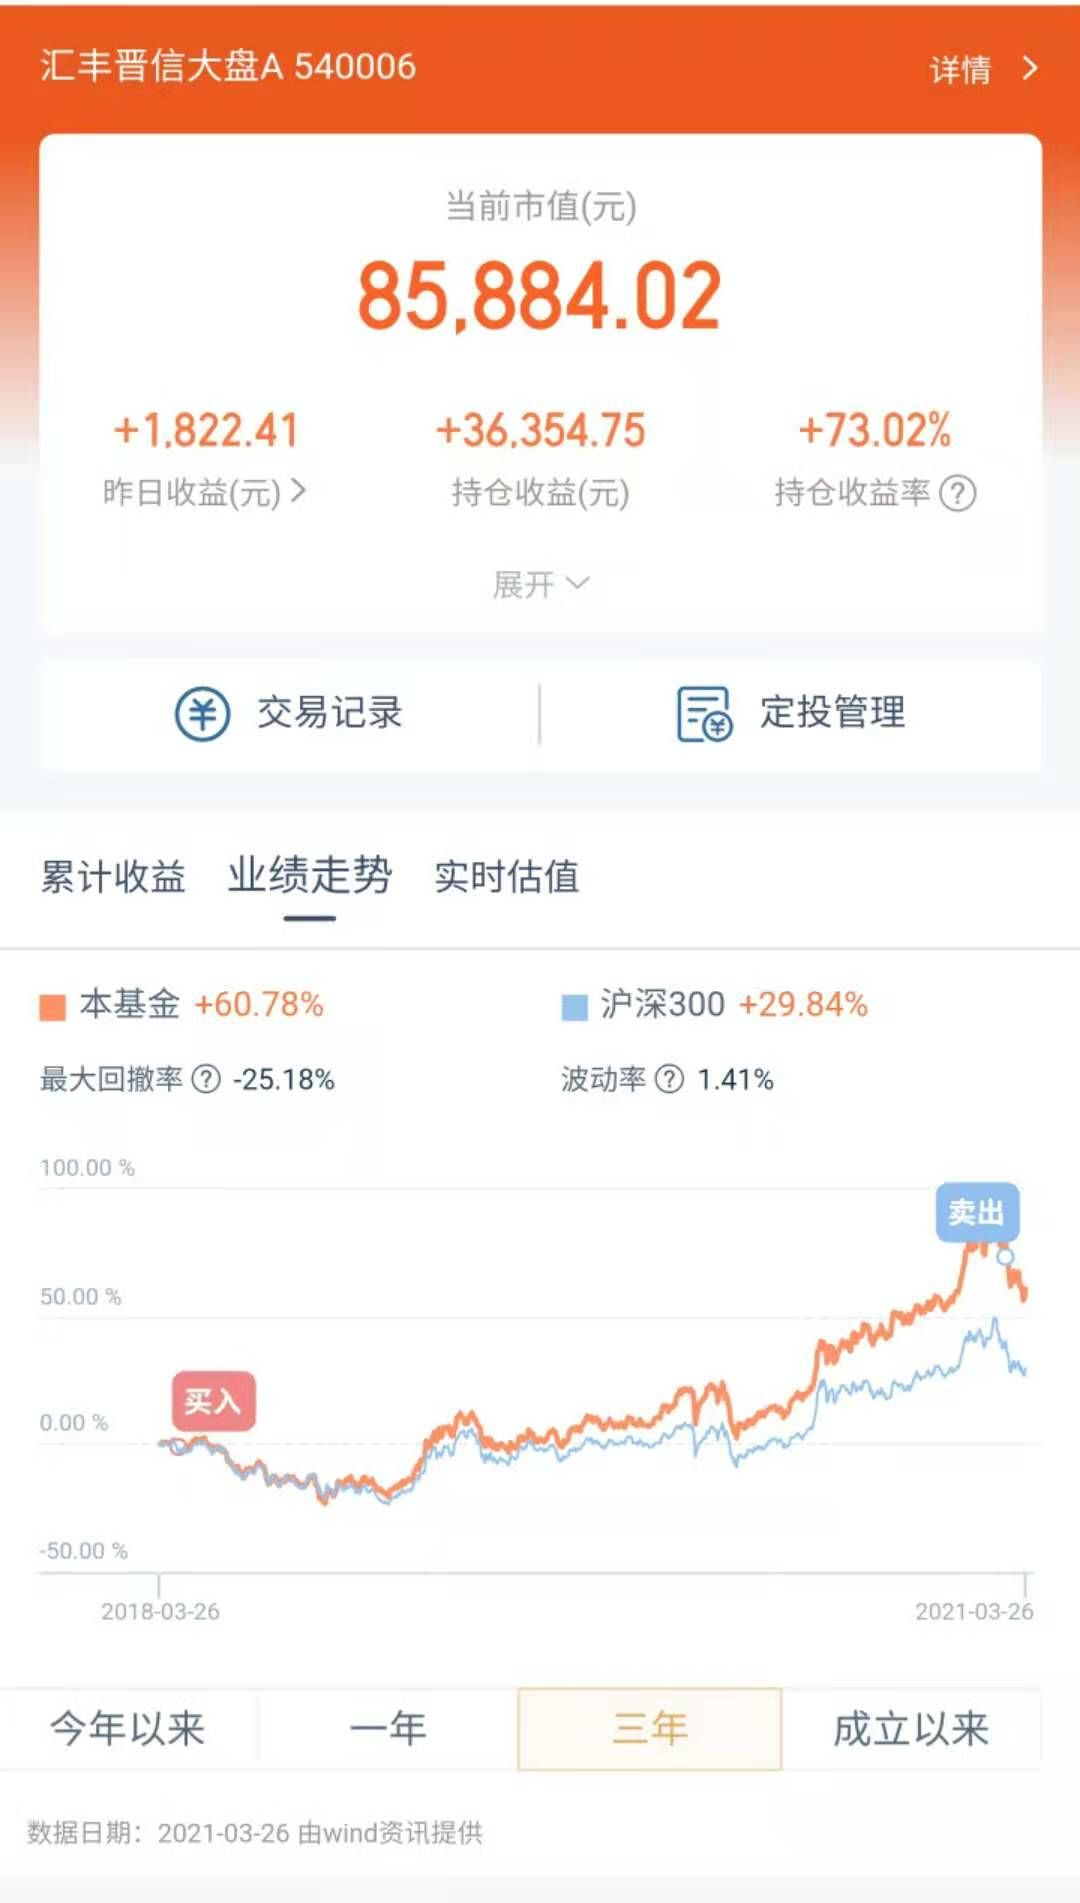 汇丰晋信大盘A 540006
详情
当前市值(元)
85,884.02
+1,822.41 +36,354.75 +73.02%
昨日收益(元) 持仓收益(元) 持仓收益率?
展开
¥ 交易记录 ¥ 定投管理
累计收益 业绩走势 实时估值
本基金 +60.78% 沪深300 +29.84%
最大回撤率? -25.18% 波动率? 1.41%
100.00 %
卖出
50.00 %
买入
0.00 %
-50.00 %
2018-03-26 2021-03-26
今年以来 一年 三年 成立以来
数据日期：2021-03-26 由wind资讯提供